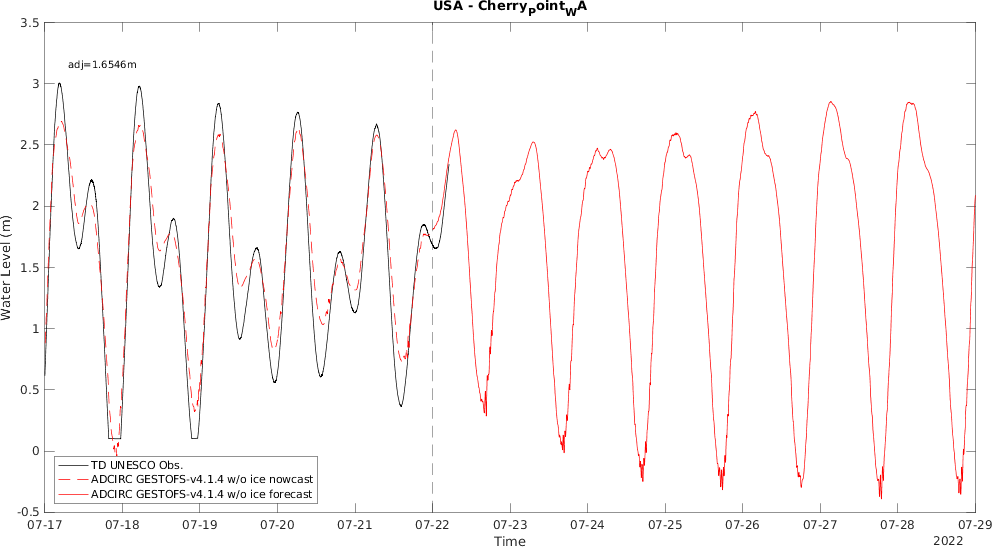 USA - CherryPointWA
3.5
adj=1.6546m
3
2.5
2
1.5
1
0.5
0
-0.5
Water Level (m)
TD UNESCO Obs.
ADCIRC GESTOFS-v4.1.4 w/o ice nowcast
ADCIRC GESTOFS-v4.1.4 w/o ice forecast
07-17 07-18 07-19 07-20 07-21 07-22 07-23 07-24 07-25 07-26 07-27 07-28 07-29
Time
2022